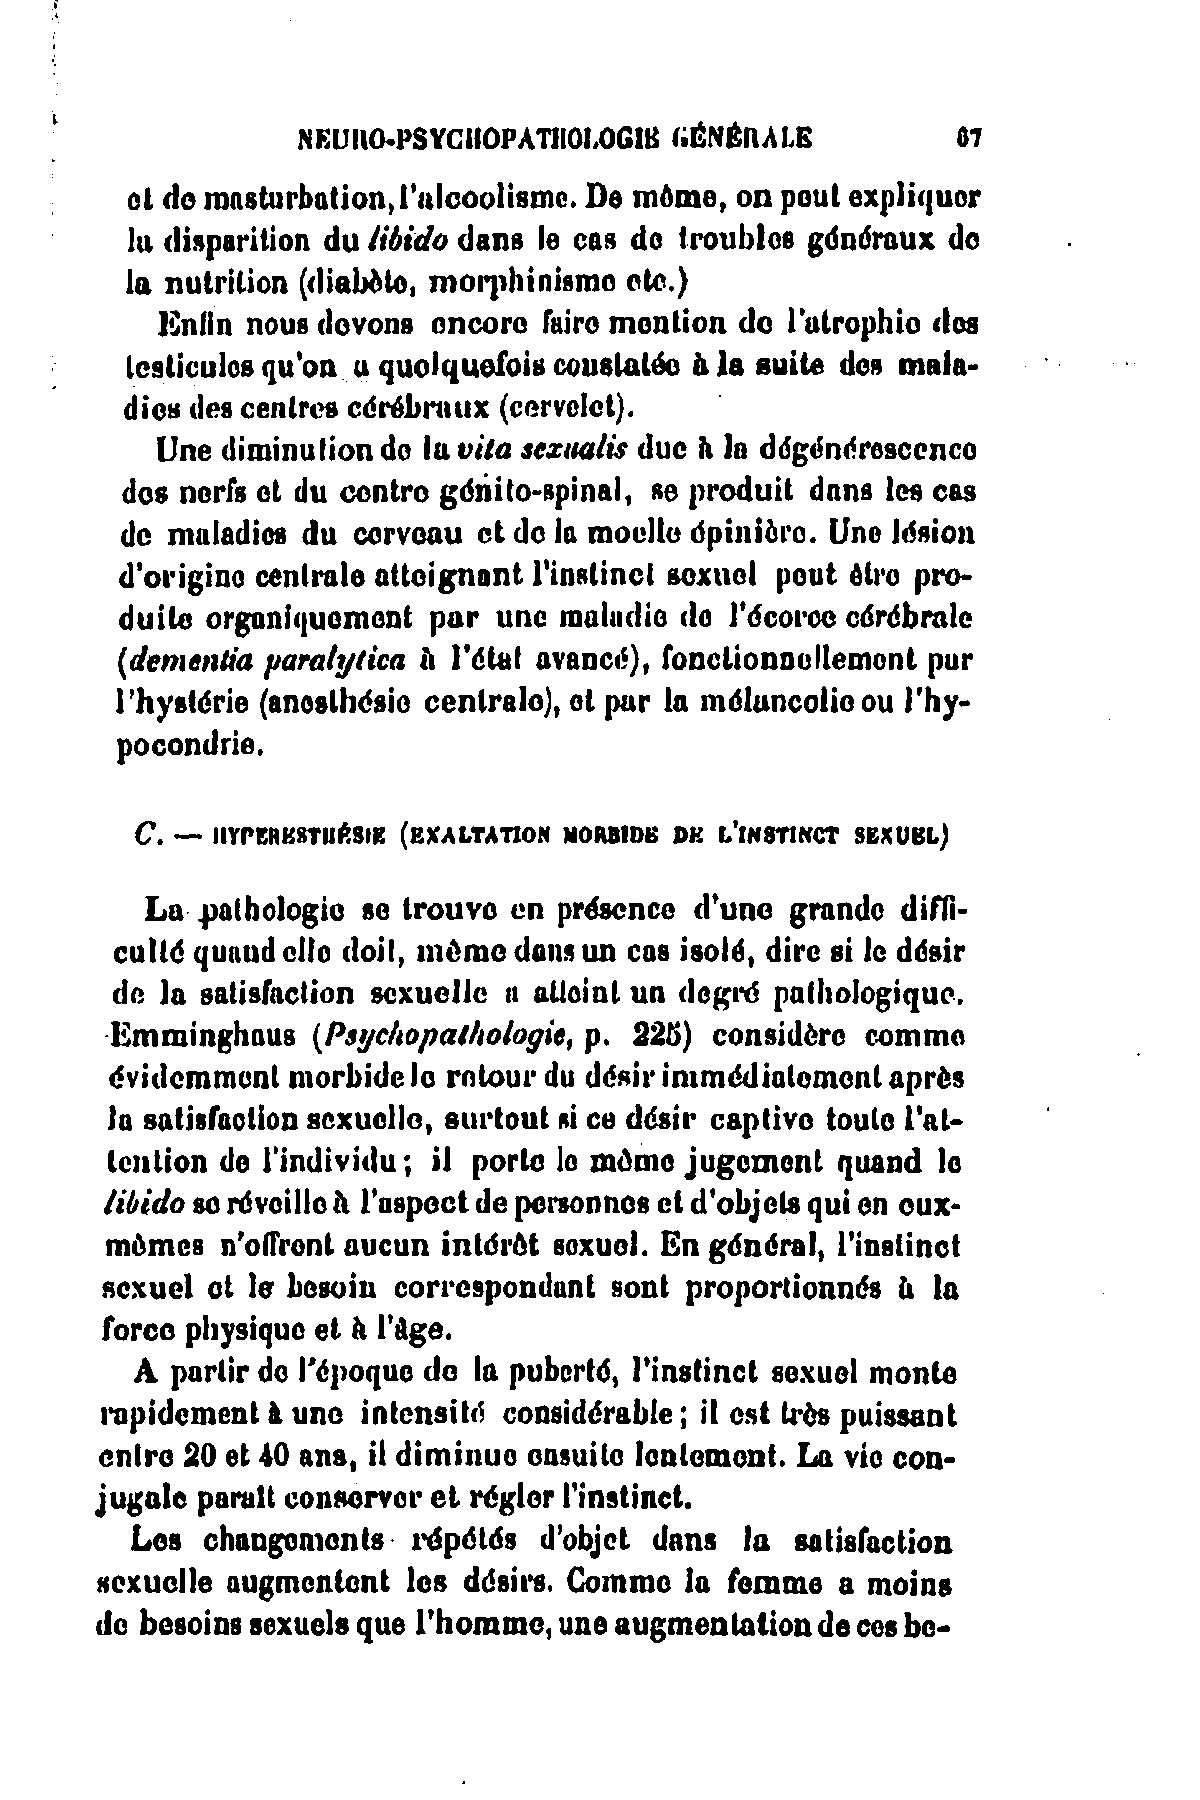 NEURO-PSYCHOPATHOLOGIE GÉNÉRALE 67
et de masturbation, l'alcoolisme. De même, on peut expliquer
la disparition du libido dans le cas de troubles généraux de
la nutrition (diabète, morphinisme etc.)
Enfin nous devons encore faire mention de l'atrophie des
testicules qu'on a quelquefois constatée à la suite des mala-
dies des centres cérébraux (cervelet).
Une diminution de la vita sexualis due à la dégénérescence
des nerfs et du centre génito-spinal, se produit dans les cas
de maladies du cerveau et de la moelle épinière. Une lésion
d'origine centrale atteignant l'instinct sexuel peut être pro-
duite organiquement par une maladie de l'écorce cérébrale
(dementia paralytica à l'état avancé), fonctionnellement par
l'hystérie (anesthésie centrale), et par la mélancolie ou l'hy-
pocondrie.
C. — HYPERESTHÉSIE (EXALTATION MORBIDE DE L'INSTINCT SEXUEL)
La pathologie se trouve en présence d'une grande diffi-
culté quand elle doit, même dans un cas isolé, dire si le désir
de la satisfaction sexuelle a atteint un degré pathologique.
Emminghaus (Psychopathologie, p. 225) considère comme
évidemment morbide le retour du désir immédiatement après
la satisfaction sexuelle, surtout si ce désir captive toute l'at-
tention de l'individu ; il porte le même jugement quand le
libido se réveille à l'aspect de personnes et d'objets qui en eux-
mêmes n'offrent aucun intérêt sexuel. En général, l'instinct
sexuel et le besoin correspondant sont proportionnés à la
force physique et à l'âge.
A partir de l'époque de la puberté, l'instinct sexuel monte
rapidement à une intensité considérable ; il est très puissant
entre 20 et 40 ans, il diminue ensuite lentement. La vie con-
jugale paraît conserver et régler l'instinct.
Les changements répétés d'objet dans la satisfaction
sexuelle augmentent les désirs. Comme la femme a moins
de besoins sexuels que l'homme, une augmentation de ces be-